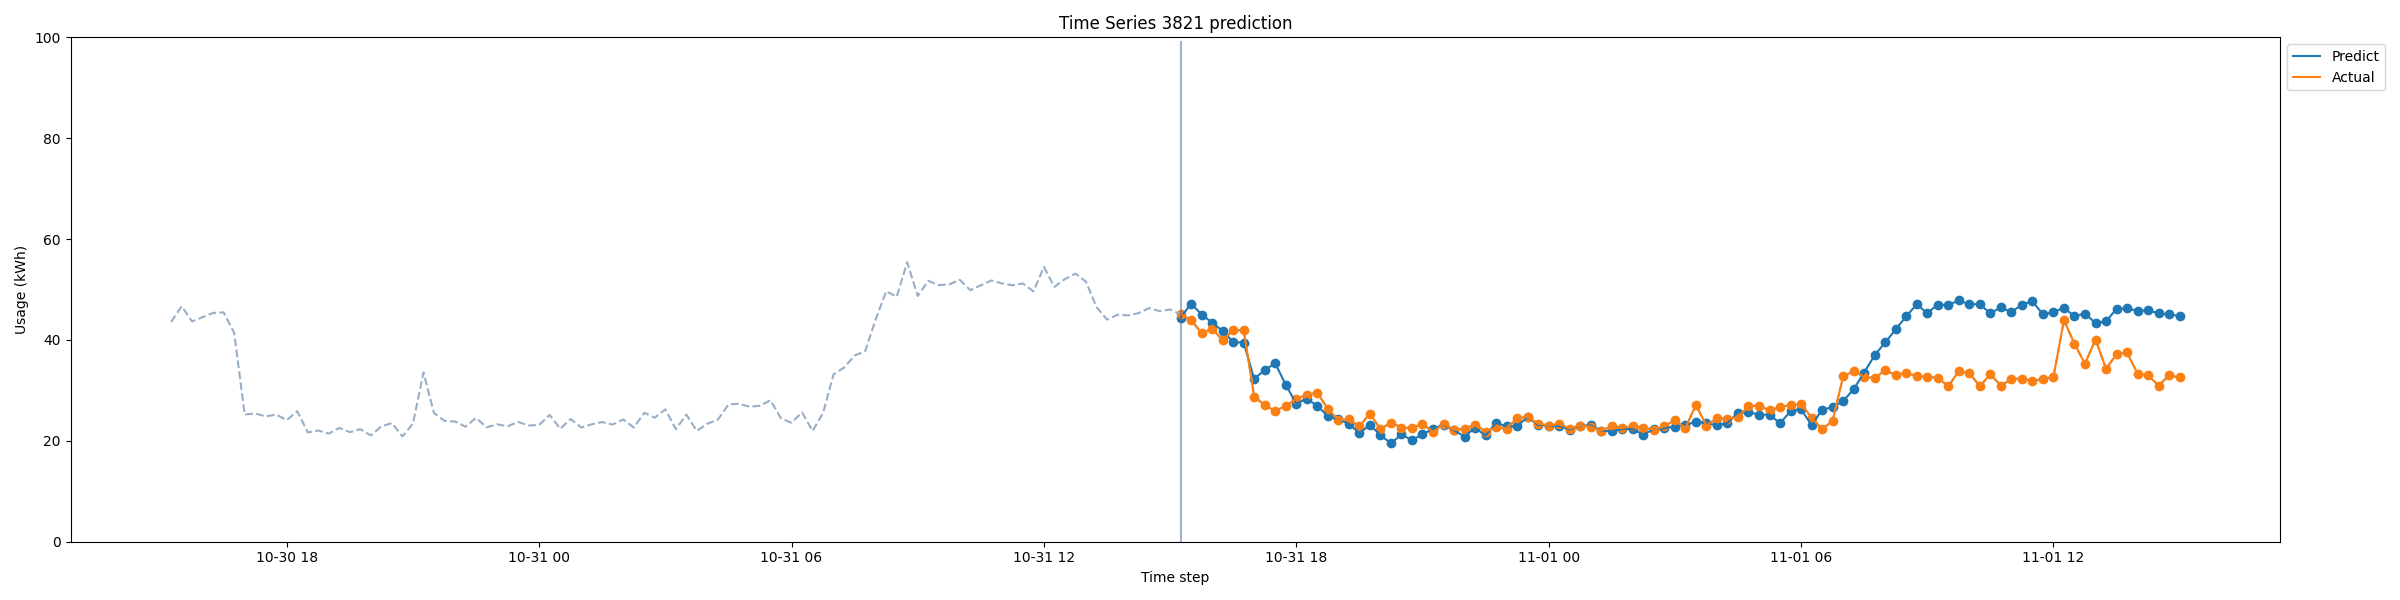 Time Series 3821 prediction
Predict
Actual
Usage (kWh)
100
80
60
40
20
0
10-30 18
10-31 00
10-31 06
10-31 12
10-31 18
11-01 00
11-01 06
11-01 12
Time step